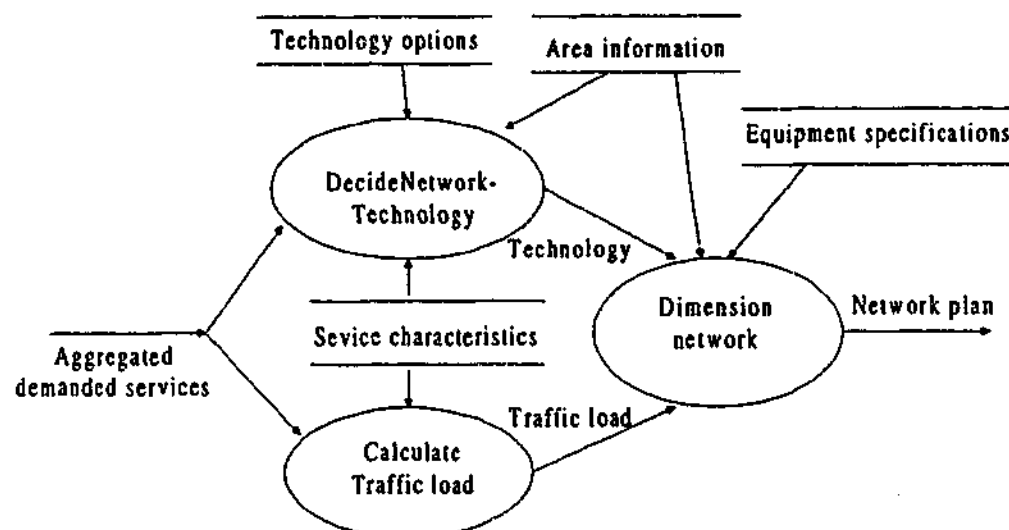 Technology options
Area information
Equipment specifications
DecideNetwork-
Technology
Technology
Dimension
network
Network plan
Sevice characteristics
Aggregated
demanded services
Traffic load
Calculate
Traffic load